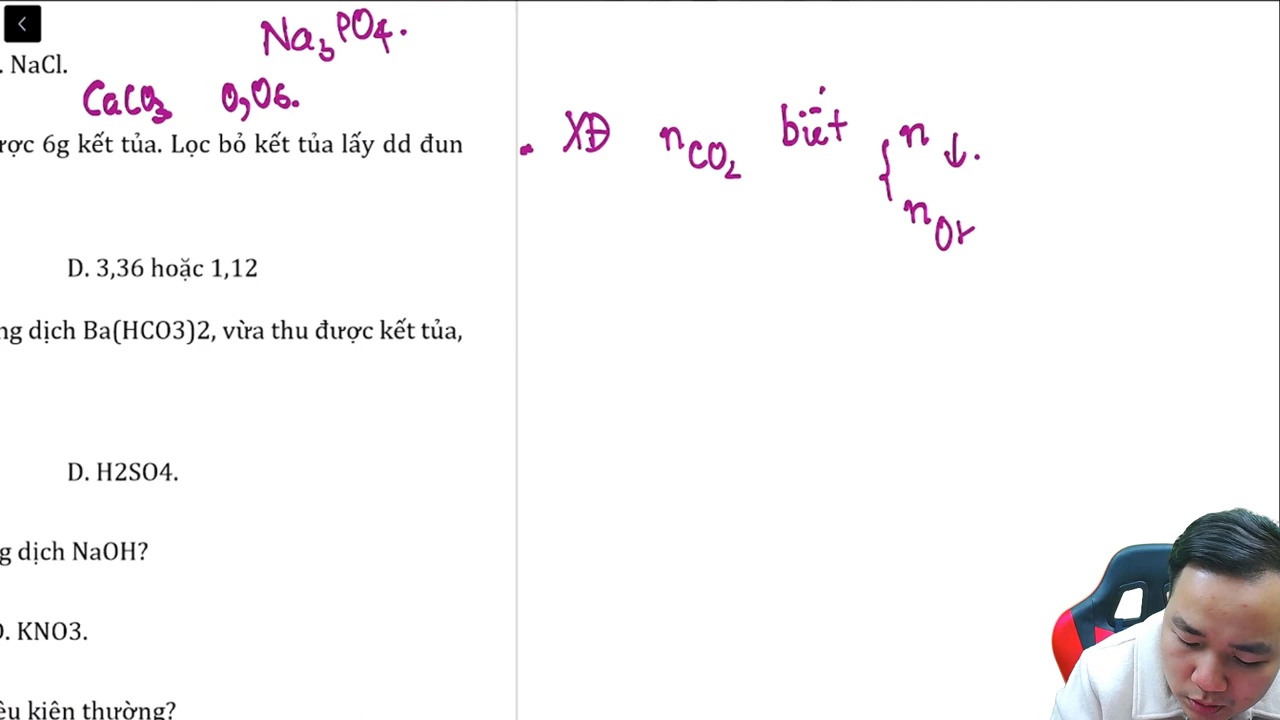 Na3PO4.
. NaCl.
CaCO3 0,06.
ược 6g kết tủa. Lọc bỏ kết tủa lấy dd đun
D. 3,36 hoặc 1,12
ng dịch Ba(HCO3)2, vừa thu được kết tủa,
D. H2SO4.
g dịch NaOH?
D. KNO3.
ều kiện thường?
. XĐ nCO2 biết { n↓.
nOH